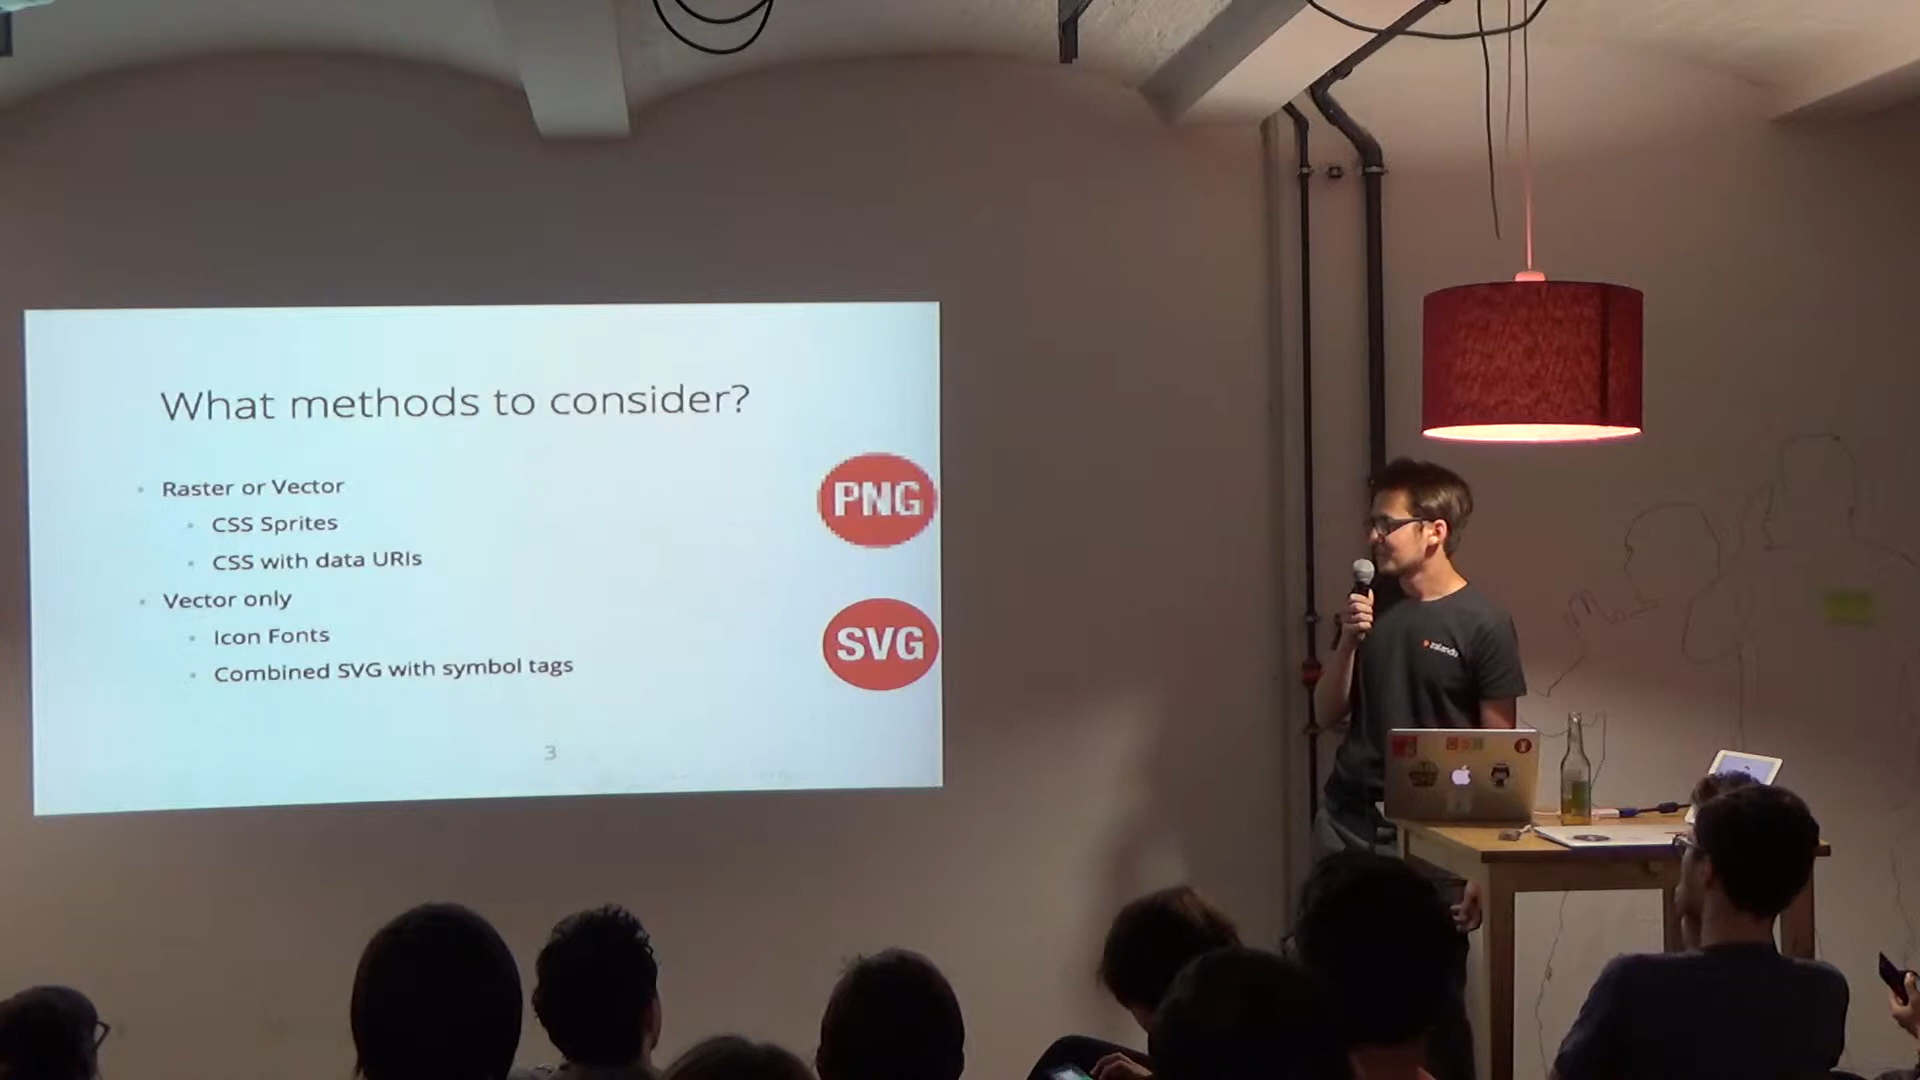 What methods to consider?
Raster or Vector
CSS Sprites
CSS with data URIs
Vector only
Icon Fonts
Combined SVG with symbol tags
PNG
SVG
3
zalando